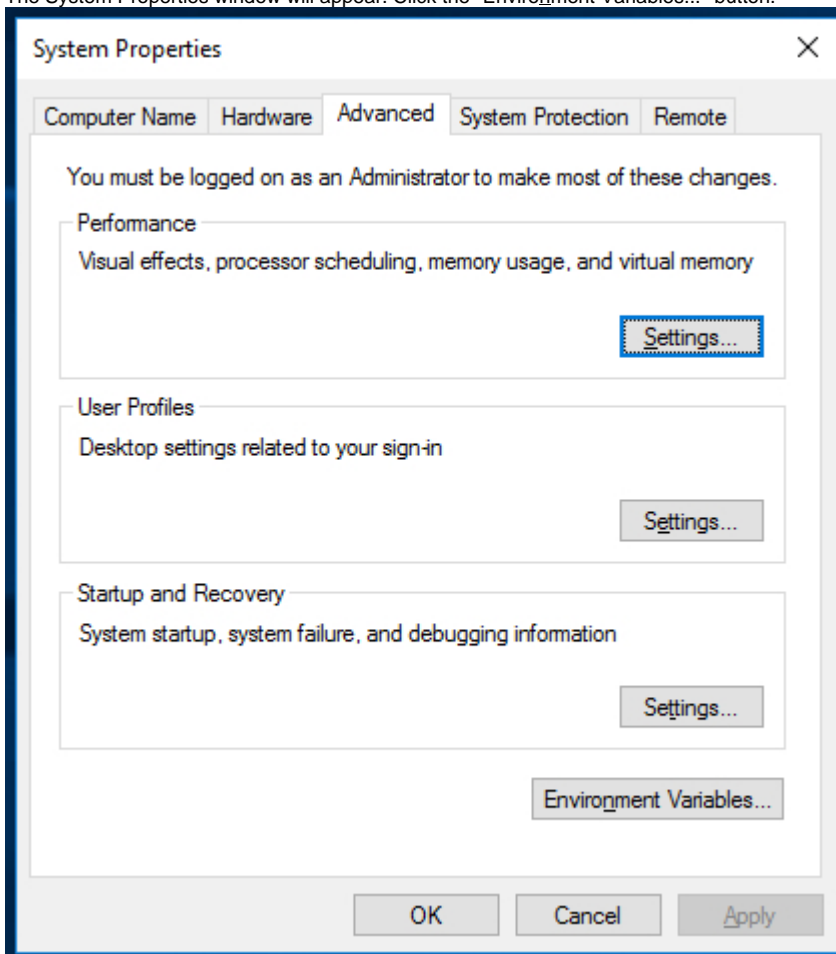 The System Properties window will appear. Click the "Environment Variables..." button.
System Properties
Computer Name Hardware Advanced System Protection Remote
You must be logged on as an Administrator to make most of these changes.
Performance
Visual effects, processor scheduling, memory usage, and virtual memory
Settings...
User Profiles
Desktop settings related to your sign-in
Settings...
Startup and Recovery
System startup, system failure, and debugging information
Settings...
Environment Variables...
OK Cancel Apply